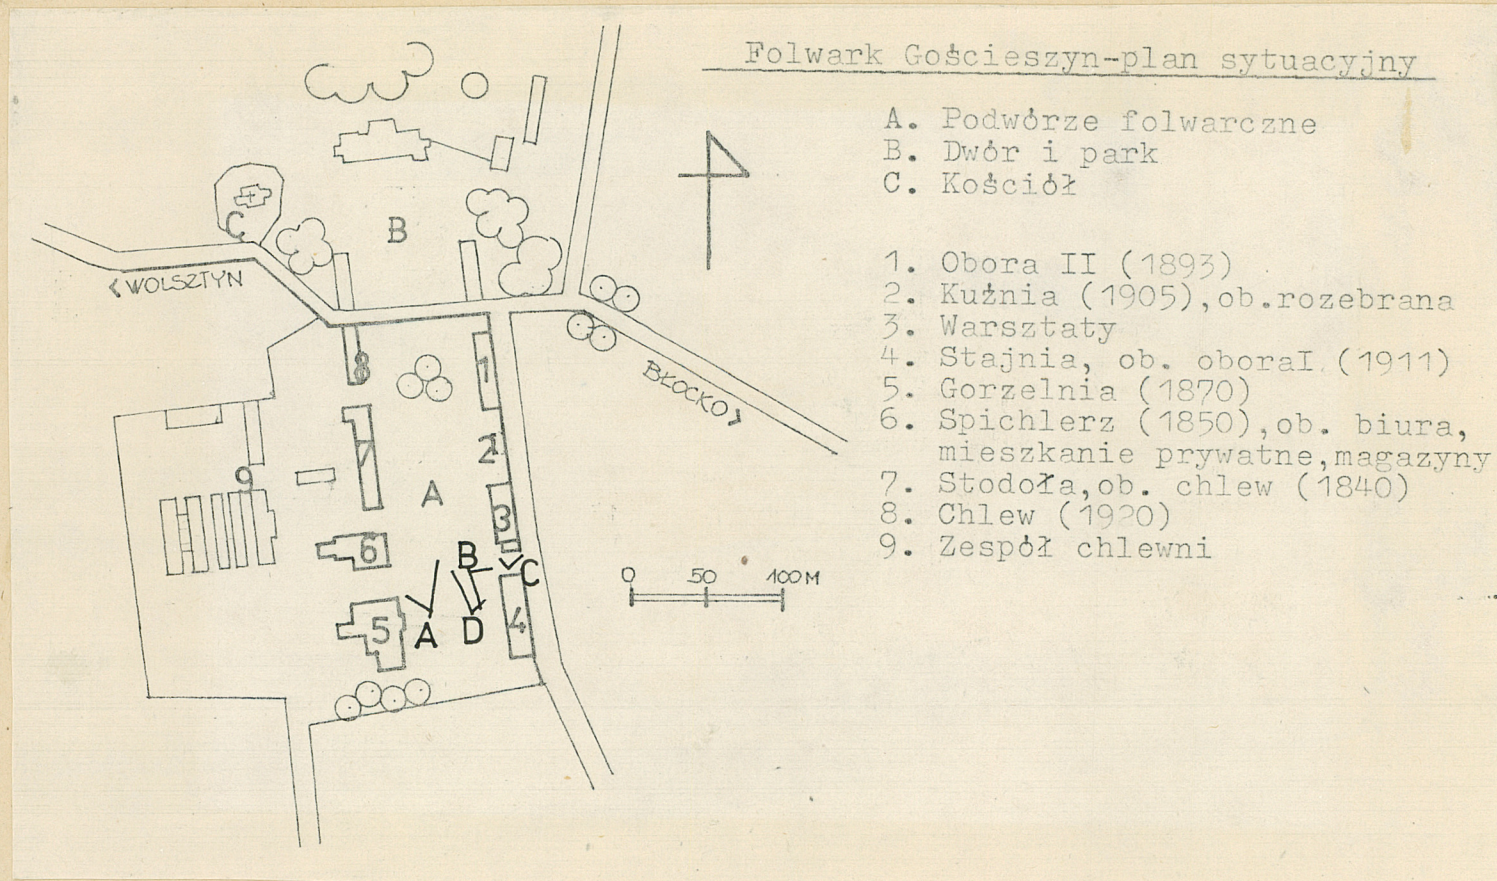 Folwark Gościeszyn-plan sytuacyjny
A. Podwórze folwarczne
B. Dwór i park
C. Kościół
1. Obora II (1893)
2. Kuźnia (1905),ob.rozebrana
3. Warsztaty
4. Stajnia, ob. oboraI (1911)
5. Gorzelnia (1870)
6. Spichlerz (1850),ob. biura,
mieszkanie prywatne,magazyny
7. Stodoła,ob. chlew (1840)
8. Chlew (1920)
9. Zespół chlewni
C
B
WOLSZTYN
BŁOCKO
8
1
7
2
A
9
3
6
B
C
5
A
D
4
0 50 100M